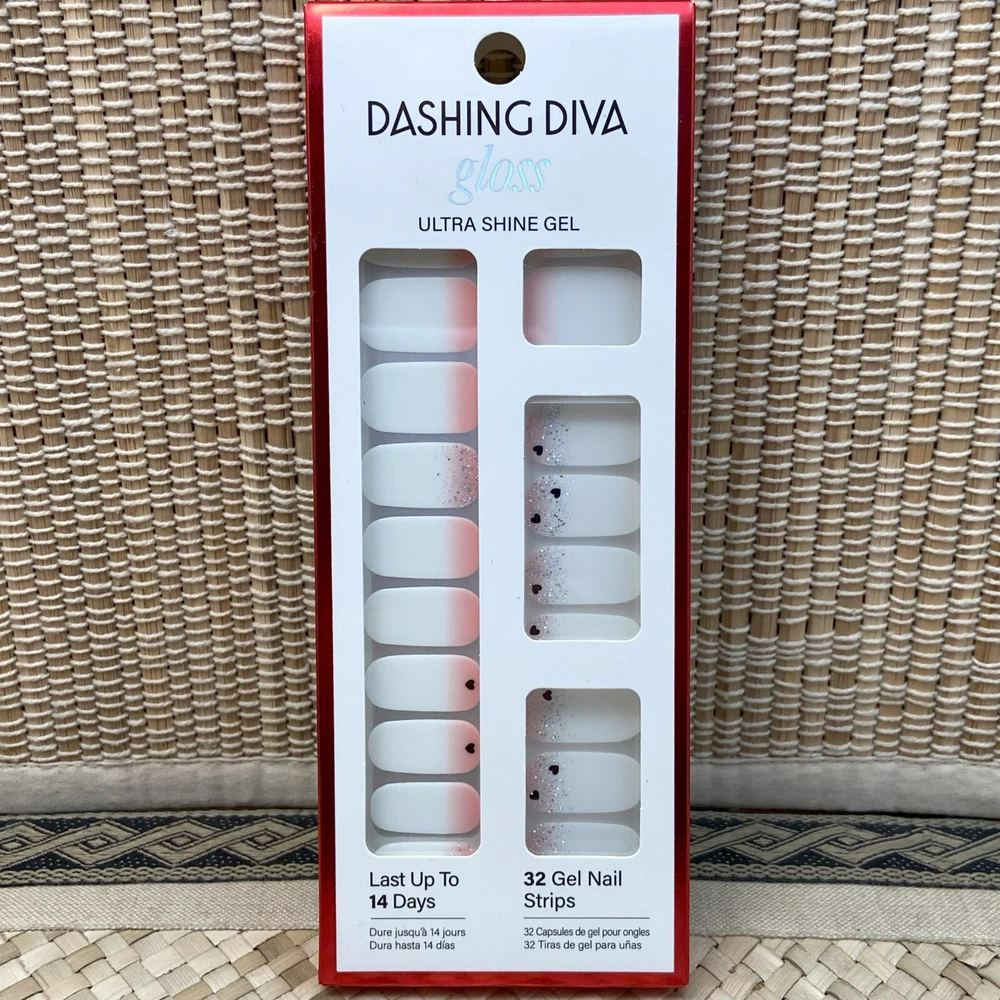 DASHING DIVA
gloss
ULTRA SHINE GEL
Last Up To
14 Days
Dure jusqu'à 14 jours
Dura hasta 14 días
32 Gel Nail
Strips
32 Capsules de gel pour ongles
32 Tiras de gel para uñas